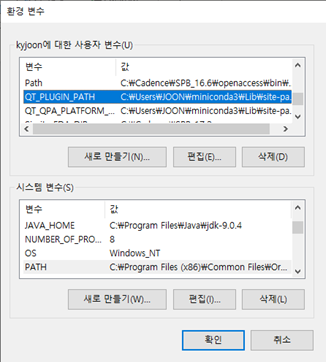 환경 변수
kyjoon에 대한 사용자 변수(U)
변수 값
Path C:₩Cadence₩SPB_16.6₩openaccess₩bin₩...
QT_PLUGIN_PATH C:₩Users₩JOON₩miniconda3₩Lib₩site-pa...
QT_QPA_PLATFORM_... C:₩Users₩JOON₩miniconda3₩Lib₩site-pa...
새로 만들기(N)... 편집(E)... 삭제(D)
시스템 변수(S)
변수 값
JAVA_HOME C:₩Program Files₩Java₩jdk-9.0.4
NUMBER_OF_PRO... 8
OS Windows_NT
PATH C:₩Program Files (x86)₩Common Files₩Or...
새로 만들기(W)... 편집(I)... 삭제(L)
확인 취소